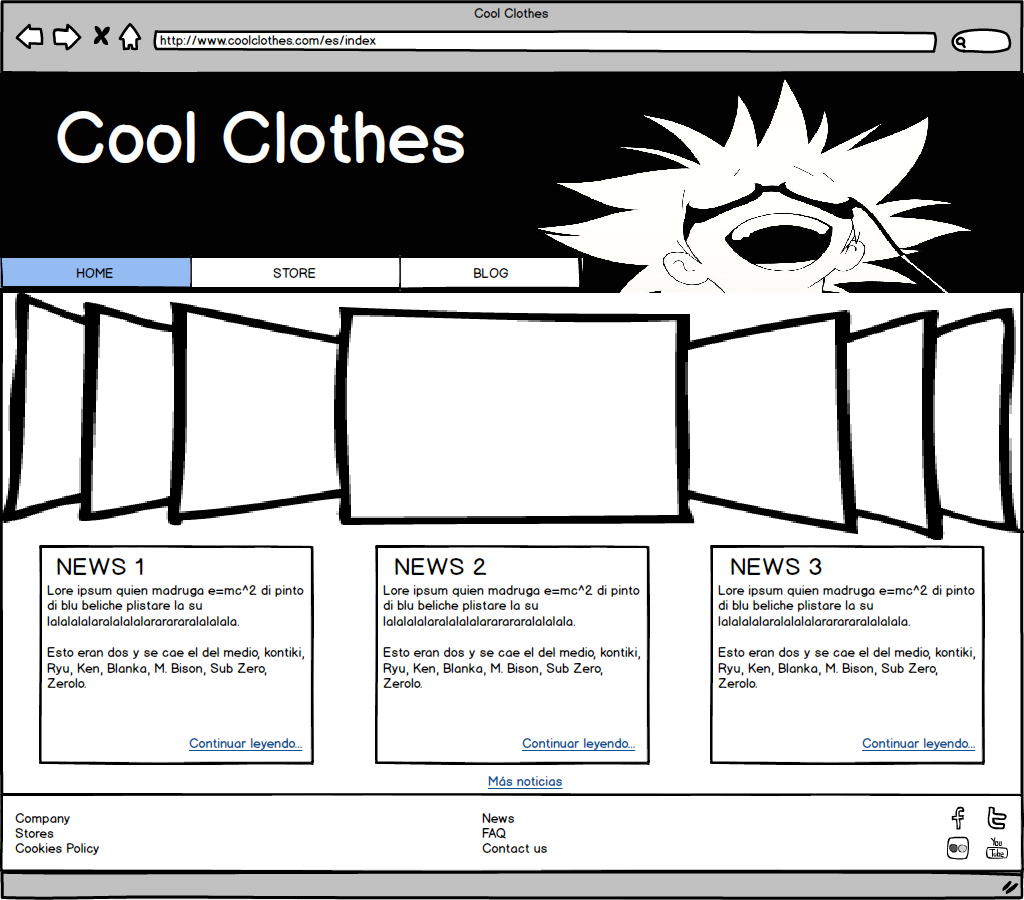 Cool Clothes
http://www.coolclothes.com/es/index
Cool Clothes
HOME STORE BLOG
NEWS 1
Lore ipsum quien madruga e=mc^2 di pinto
di blu beliche plistare la su
lalalalalaralalalalararararalalalala.
Esto eran dos y se cae el del medio, kontiki,
Ryu, Ken, Blanka, M. Bison, Sub Zero,
Zerolo.
Continuar leyendo...
NEWS 2
Lore ipsum quien madruga e=mc^2 di pinto
di blu beliche plistare la su
lalalalalaralalalalararararalalalala.
Esto eran dos y se cae el del medio, kontiki,
Ryu, Ken, Blanka, M. Bison, Sub Zero,
Zerolo.
Continuar leyendo...
NEWS 3
Lore ipsum quien madruga e=mc^2 di pinto
di blu beliche plistare la su
lalalalalaralalalalararararalalalala.
Esto eran dos y se cae el del medio, kontiki,
Ryu, Ken, Blanka, M. Bison, Sub Zero,
Zerolo.
Continuar leyendo...
Más noticias
Company
Stores
Cookies Policy
News
FAQ
Contact us
f t
You
Tube